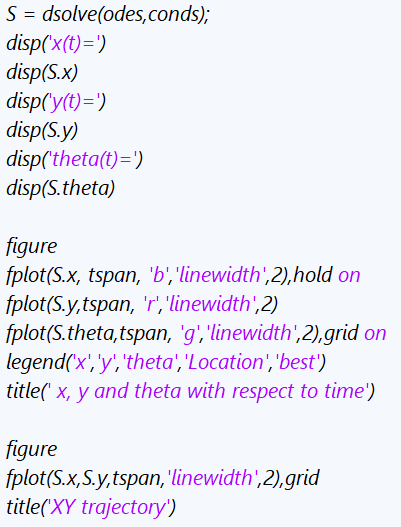 S = dsolve(odes,conds);
disp('x(t)=')
disp(S.x)
disp('y(t)=')
disp(S.y)
disp('theta(t)=')
disp(S.theta)
figure
fplot(S.x, tspan, 'b','linewidth',2),hold on
fplot(S.y,tspan, 'r','linewidth',2)
fplot(S.theta,tspan, 'g','linewidth',2),grid on
legend('x','y','theta','Location','best')
title(' x, y and theta with respect to time')
figure
fplot(S.x,S.y,tspan,'linewidth',2),grid
title('XY trajectory')